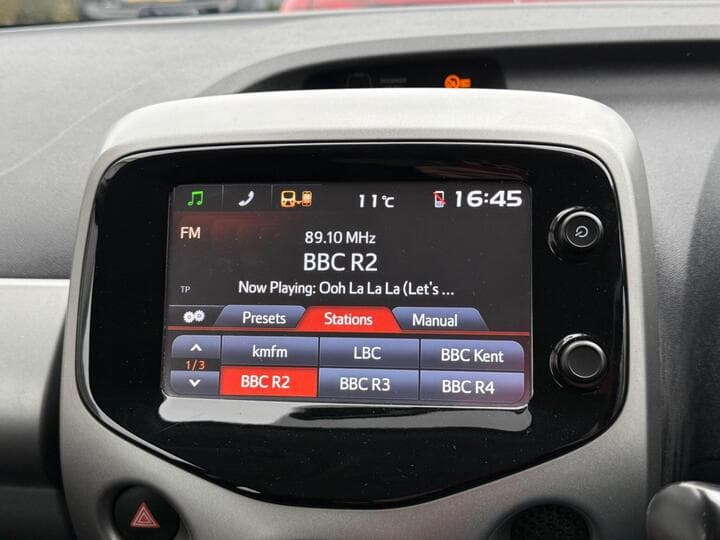 11°C 16:45
FM
89.10 MHz
BBC R2
TP
Now Playing: Ooh La La La (Let's ...
Presets Stations Manual
1/3
kmfm LBC BBC Kent
BBC R2 BBC R3 BBC R4